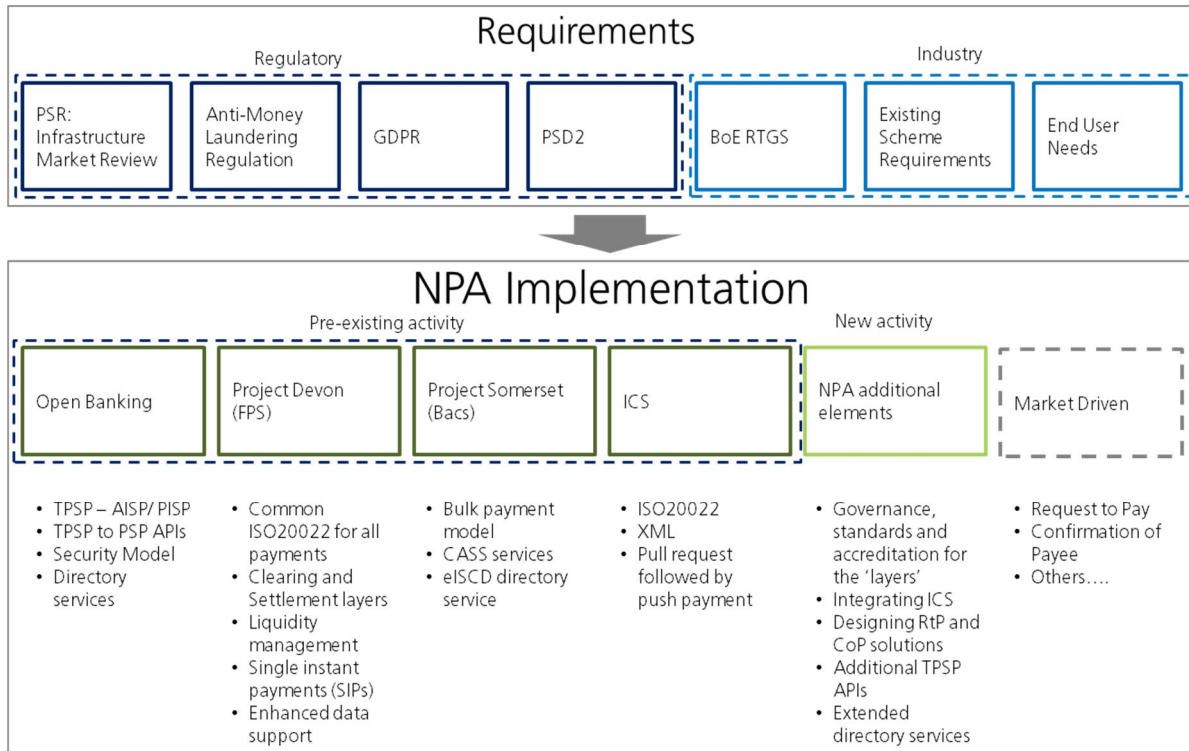 Requirements
Regulatory
Industry
PSR:
Infrastructure
Market Review
Anti-Money
Laundering
Regulation
GDPR
PSD2
BoE RTGS
Existing
Scheme
Requirements
End User
Needs
NPA Implementation
Pre-existing activity
New activity
Open Banking
Project Devon
(FPS)
Project Somerset
(Bacs)
ICS
NPA additional
elements
Market Driven
• TPSP – AISP/ PISP
• TPSP to PSP APIs
• Security Model
• Directory
services
• Common
ISO20022 for all
payments
• Clearing and
Settlement layers
• Liquidity
management
• Single instant
payments (SIPs)
• Enhanced data
support
• Bulk payment
model
• CASS services
• eISCD directory
service
• ISO20022
• XML
• Pull request
followed by
push payment
• Governance,
standards and
accreditation for
the ‘layers’
• Integrating ICS
• Designing RtP and
CoP solutions
• Additional TPSP
APIs
• Extended
directory services
• Request to Pay
• Confirmation of
Payee
• Others....